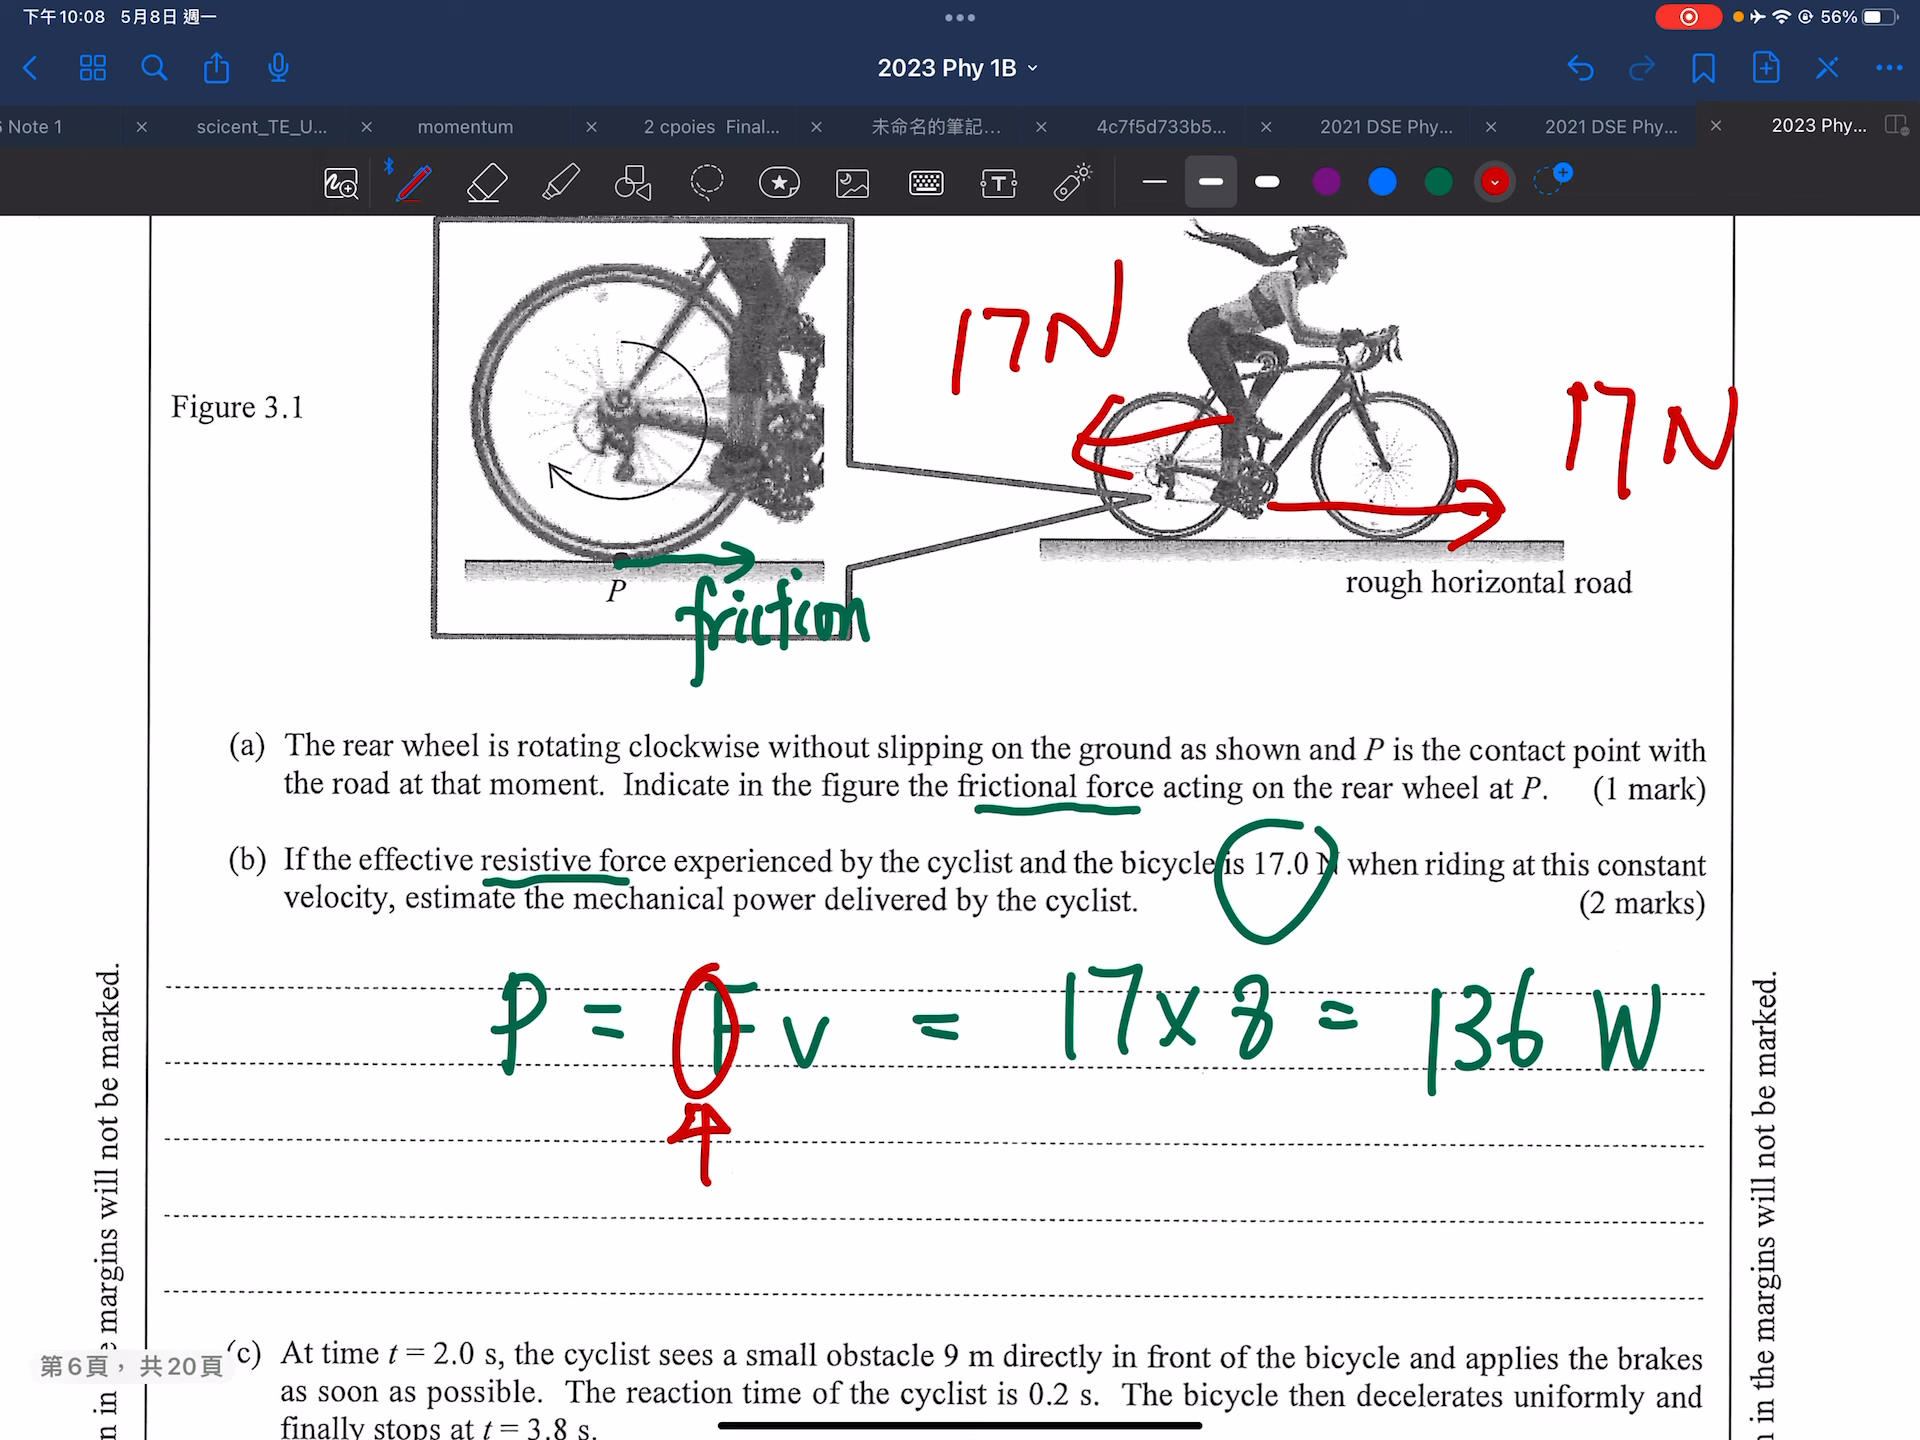 下午10:08 5月8日 週一
56%
2023 Phy 1B
6 Note 1
scicent_TE_U...
momentum
2 cpoies Final...
未命名的筆記...
4c7f5d733b5...
2021 DSE Phy...
2021 DSE Phy...
2023 Phy...
17N
17N
Figure 3.1
P
friction
rough horizontal road
(a) The rear wheel is rotating clockwise without slipping on the ground as shown and P is the contact point with
the road at that moment. Indicate in the figure the frictional force acting on the rear wheel at P. (1 mark)
(b) If the effective resistive force experienced by the cyclist and the bicycle is 17.0 N when riding at this constant
velocity, estimate the mechanical power delivered by the cyclist. (2 marks)
P = Fv = 17x8 = 136 W
margins will not be marked.
in the margins will not be marked.
(c) At time t = 2.0 s, the cyclist sees a small obstacle 9 m directly in front of the bicycle and applies the brakes
as soon as possible. The reaction time of the cyclist is 0.2 s. The bicycle then decelerates uniformly and
finally stops at t = 3.8 s.
第6頁，共20頁